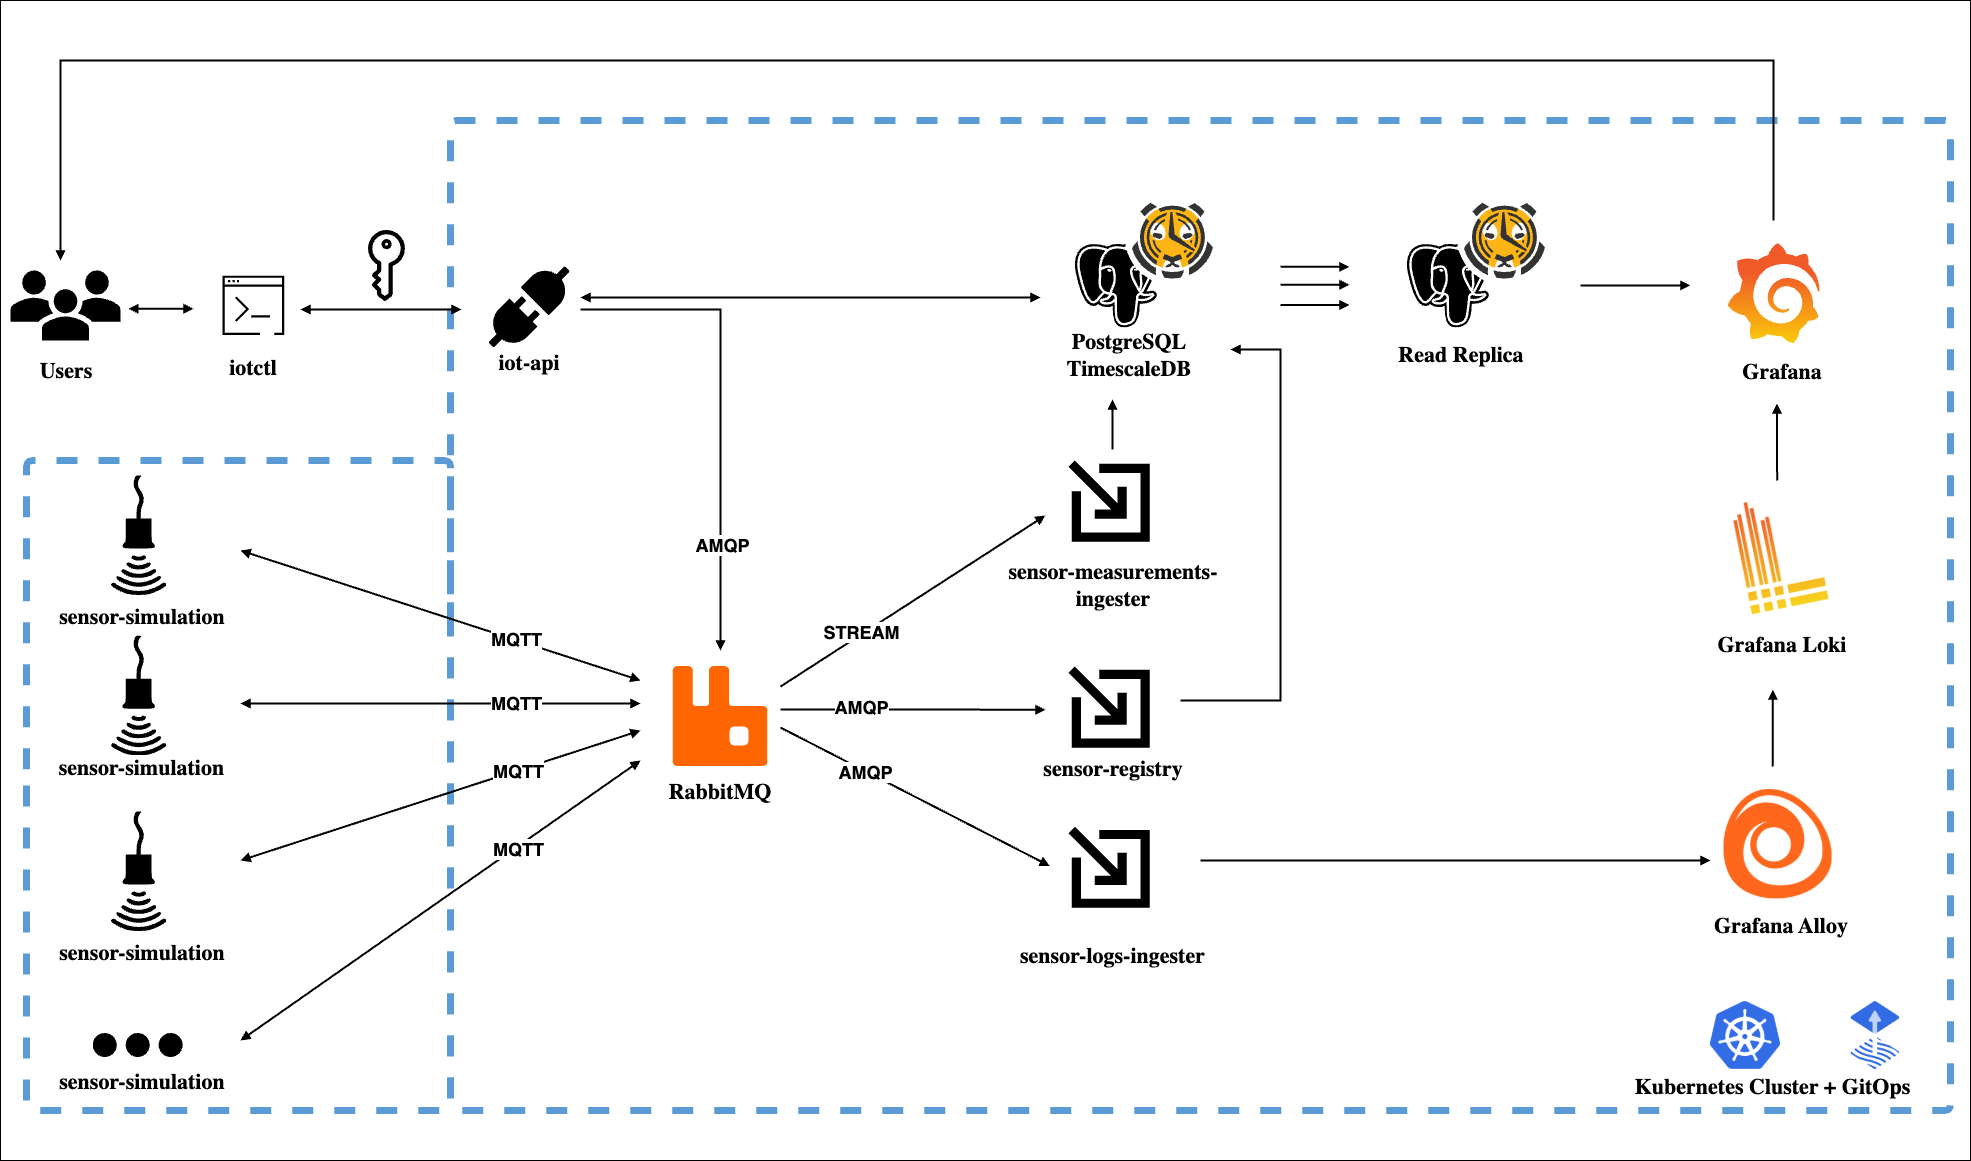 Users
iotctl
iot-api
PostgreSQL
TimescaleDB
Read Replica
Grafana
AMQP
sensor-measurements-
ingester
STREAM
sensor-simulation
MQTT
Grafana Loki
sensor-simulation
MQTT
AMQP
sensor-registry
MQTT
AMQP
RabbitMQ
MQTT
sensor-simulation
sensor-logs-ingester
Grafana Alloy
sensor-simulation
Kubernetes Cluster + GitOps